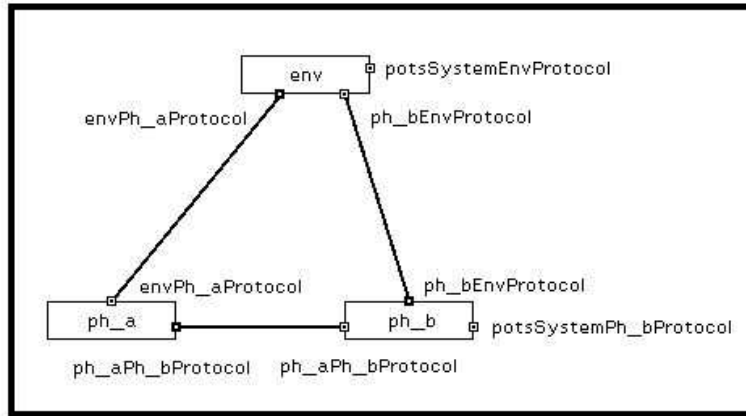 env
potsSystemEnvProtocol
envPh_aProtocol
ph_bEnvProtocol
envPh_aProtocol
ph_bEnvProtocol
ph_a
ph_b
potsSystemPh_bProtocol
ph_aPh_bProtocol
ph_aPh_bProtocol